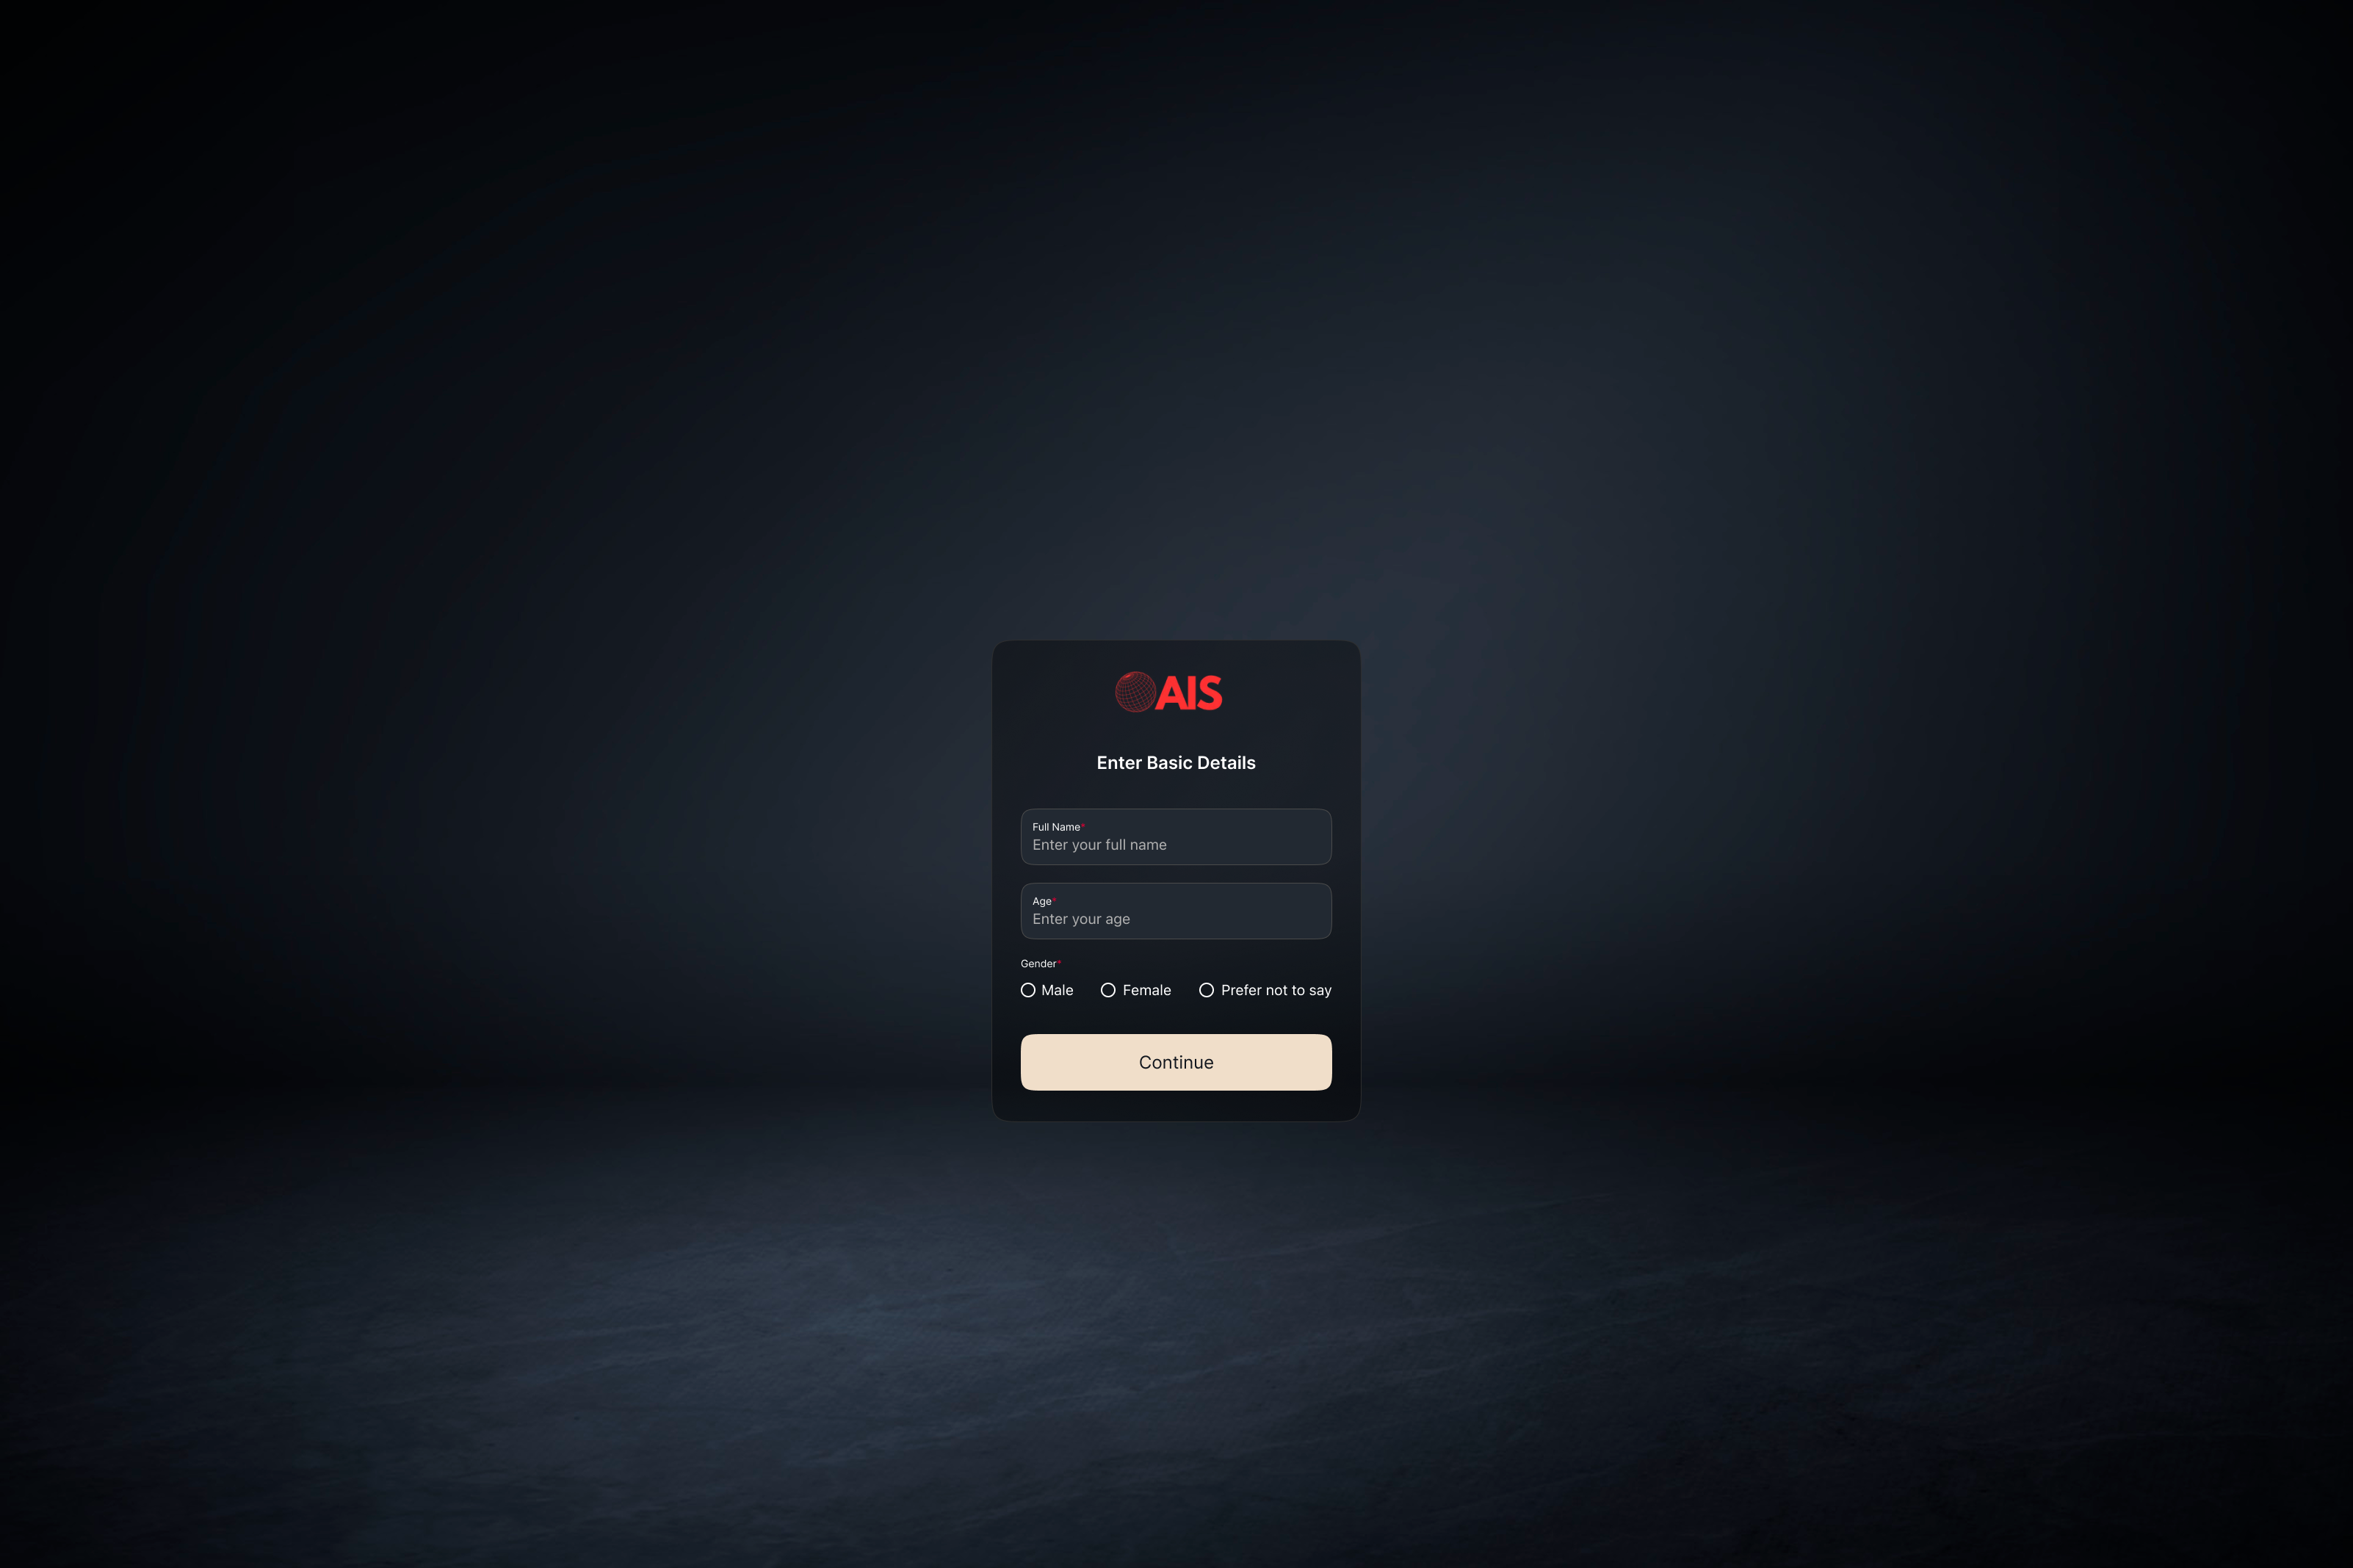 AIS
Enter Basic Details
Full Name*
Enter your full name
Age*
Enter your age
Gender*
Male Female Prefer not to say
Continue